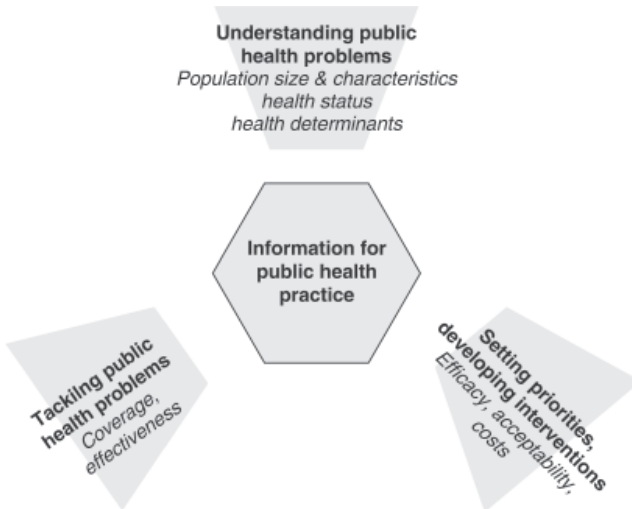 Understanding public
health problems
Population size & characteristics
health status
health determinants
Information for
public health
practice
Tackilng public
health problems
Coverage,
effectiveness
Setting priorities,
developing interventions
Efficacy, acceptability,
costs